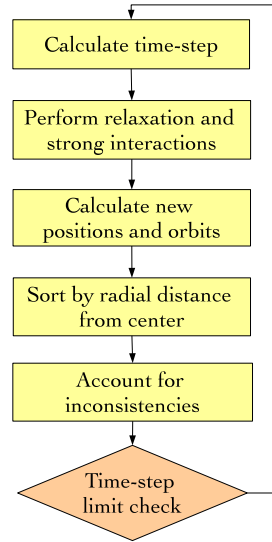 Calculate time-step
Perform relaxation and
strong interactions
Calculate new
positions and orbits
Sort by radial distance
from center
Account for
inconsistencies
Time-step
limit check